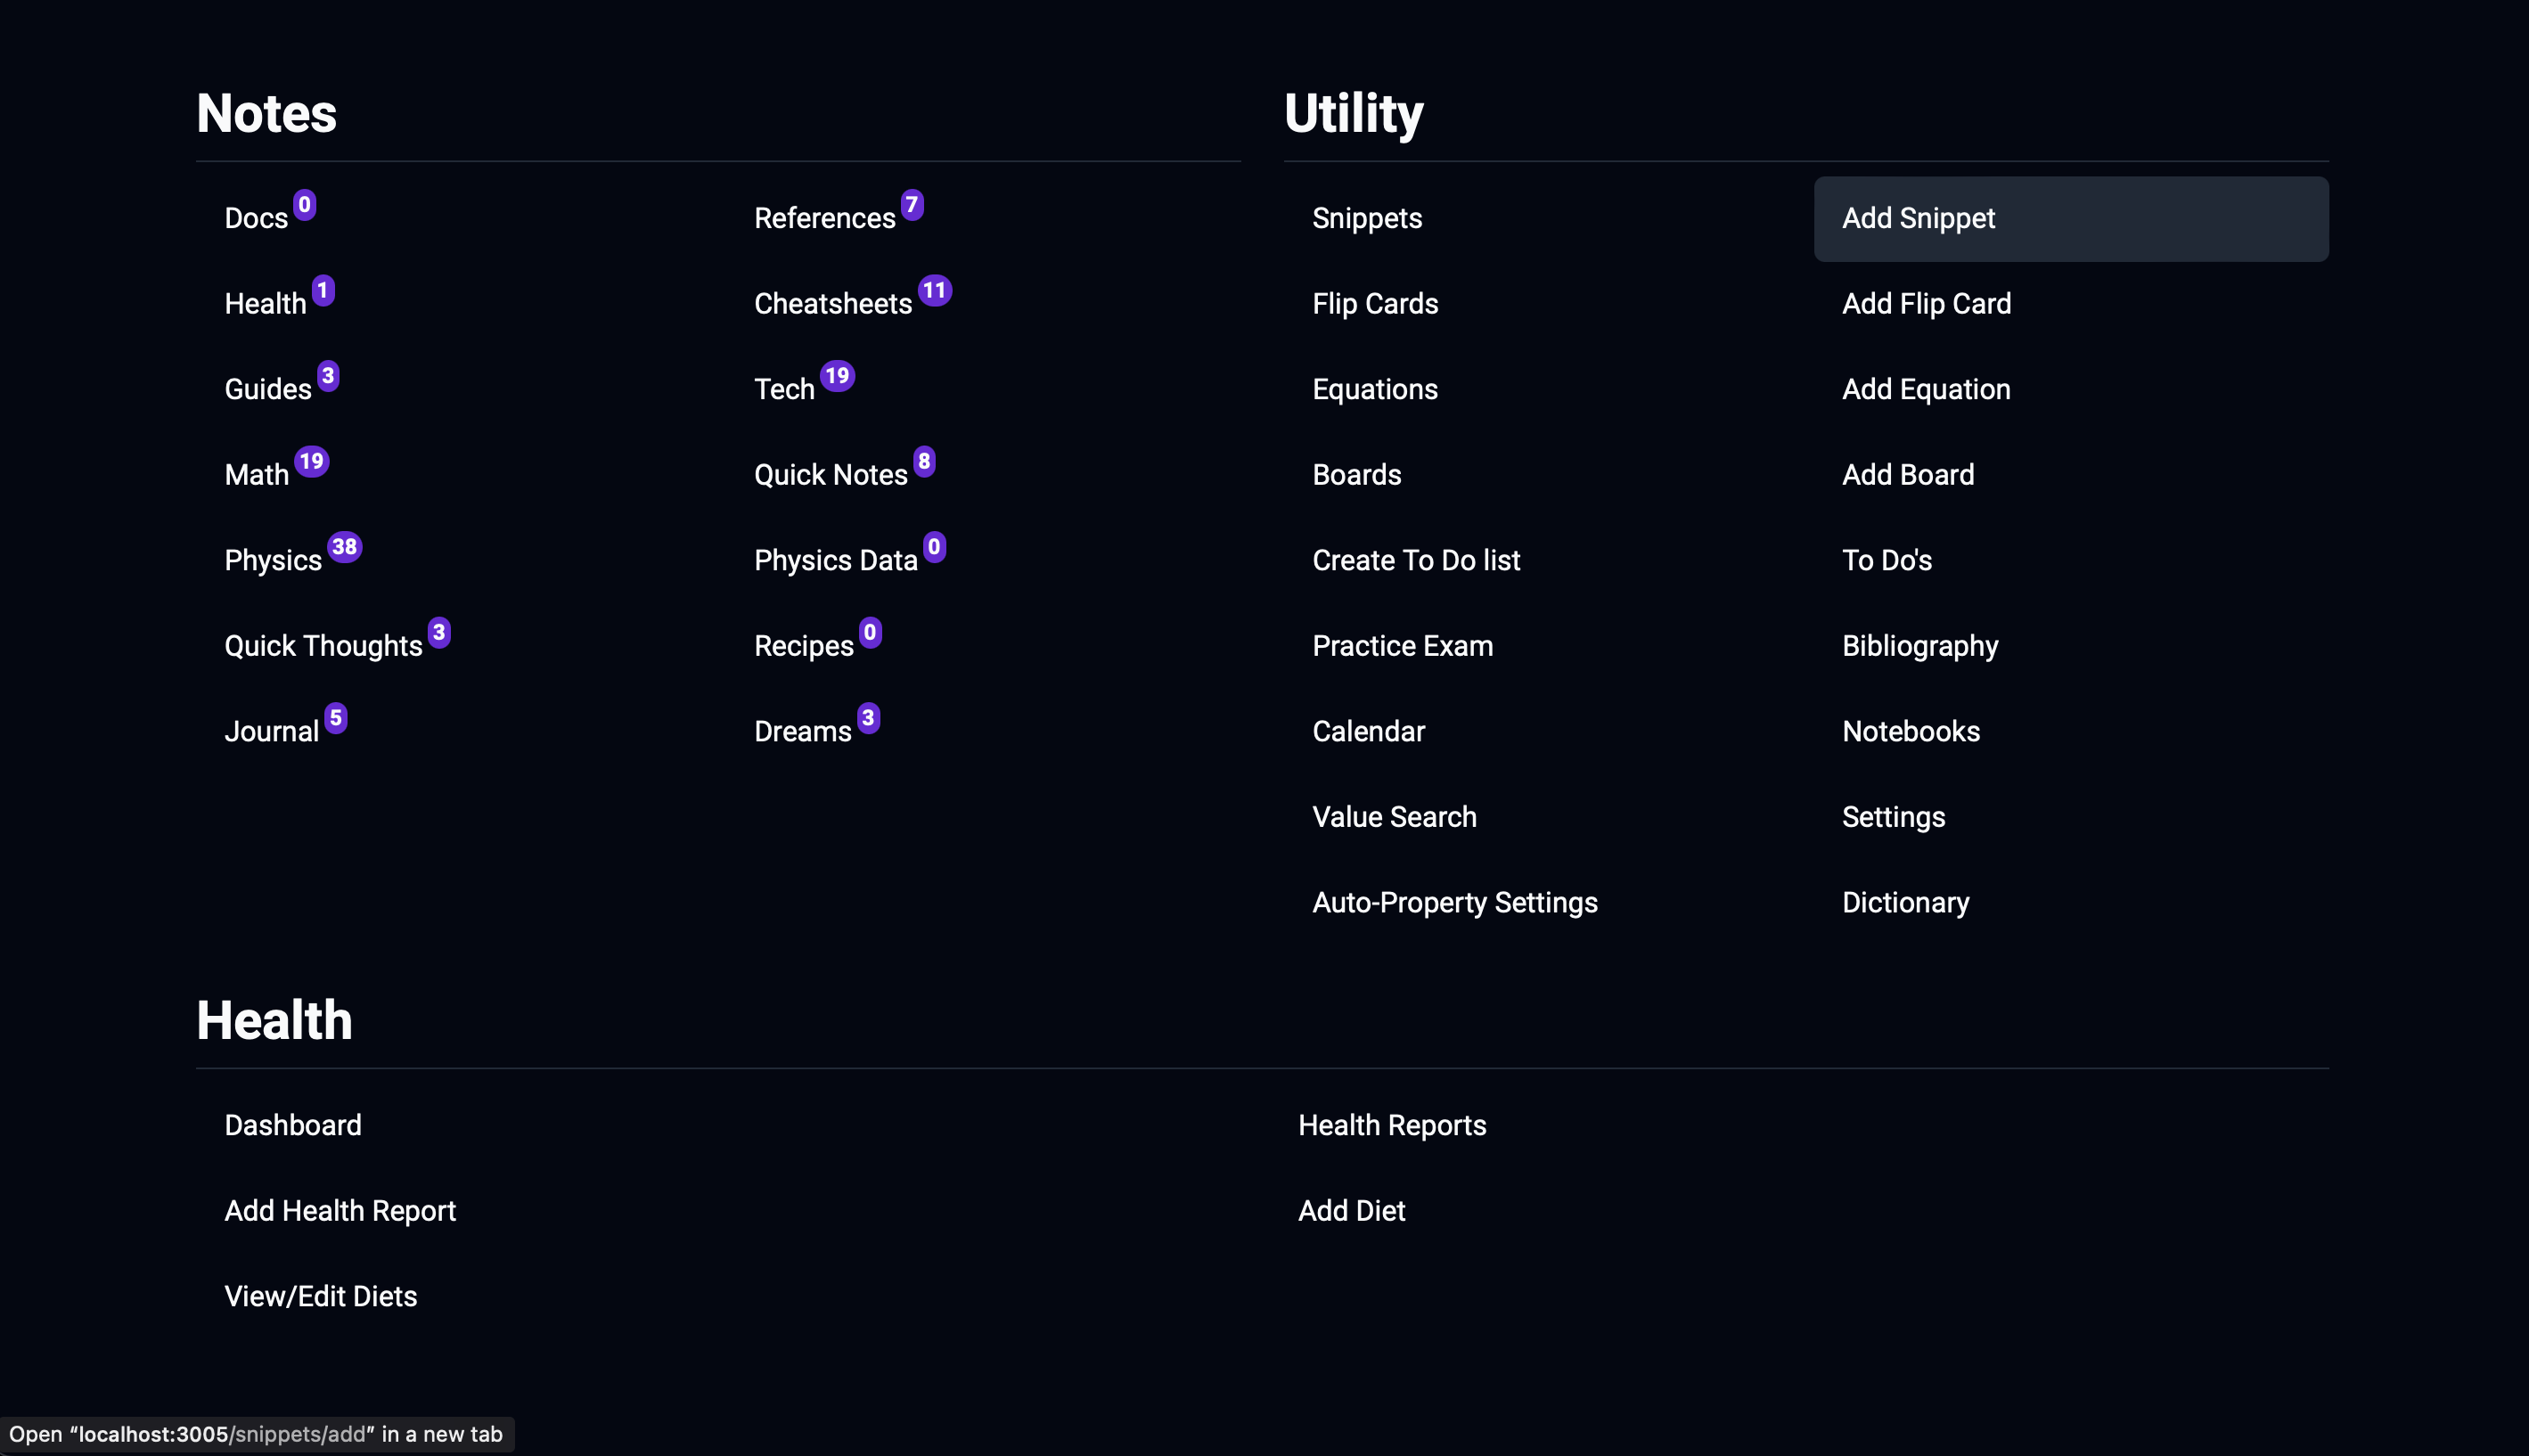 Notes
Docs 0
References 7
Health 1
Cheatsheets 11
Guides 3
Tech 19
Math 19
Quick Notes 8
Physics 38
Physics Data 0
Quick Thoughts 3
Recipes 0
Journal 5
Dreams 3
Utility
Snippets
Add Snippet
Flip Cards
Add Flip Card
Equations
Add Equation
Boards
Add Board
Create To Do list
To Do's
Practice Exam
Bibliography
Calendar
Notebooks
Value Search
Settings
Auto-Property Settings
Dictionary
Health
Dashboard
Health Reports
Add Health Report
Add Diet
View/Edit Diets
Open “localhost:3005/snippets/add” in a new tab